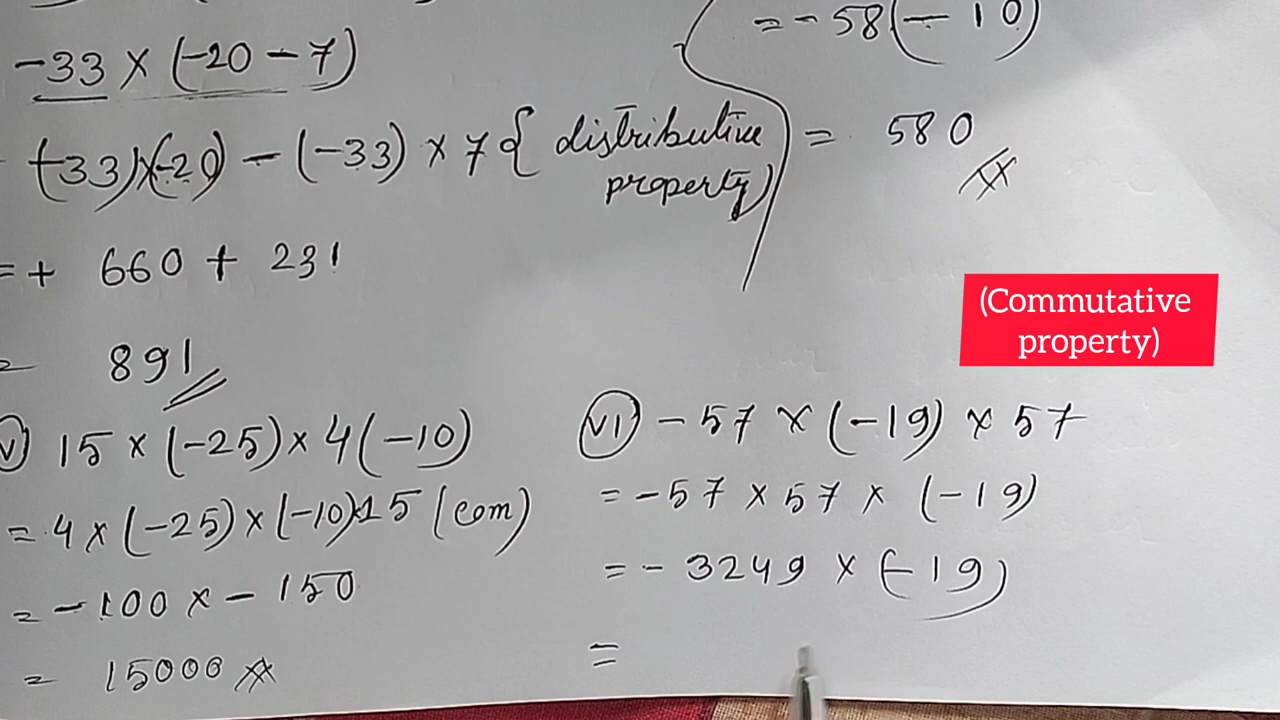 -33 × (-20 - 7)
(-33)×(-20) - (-33) × 7 { distributive
property)
= + 660 + 231
= 891
= -58(-10)
= 580
(Commutative
property)
v) 15 × (-25) × 4(-10)
= 4 × (-25) × (-10)×15 (com)
= -100 × - 150
= 15000
(vi) -57 × (-19) × 57
= -57 × 57 × (-19)
= - 3249 × (-19)
=